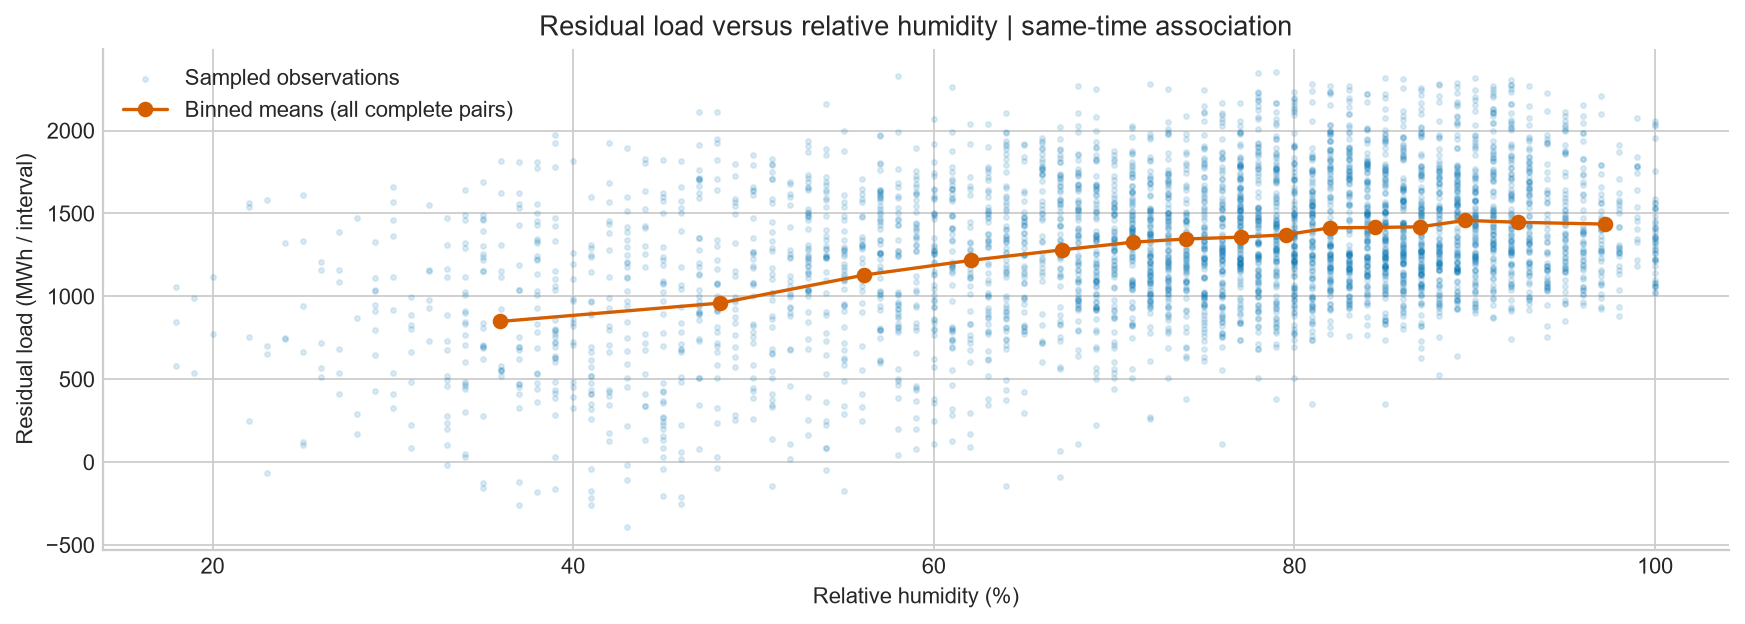 Residual load versus relative humidity | same-time association
Sampled observations
Binned means (all complete pairs)
Residual load (MWh / interval)
2000
1500
1000
500
0
−500
20
40
60
80
100
Relative humidity (%)